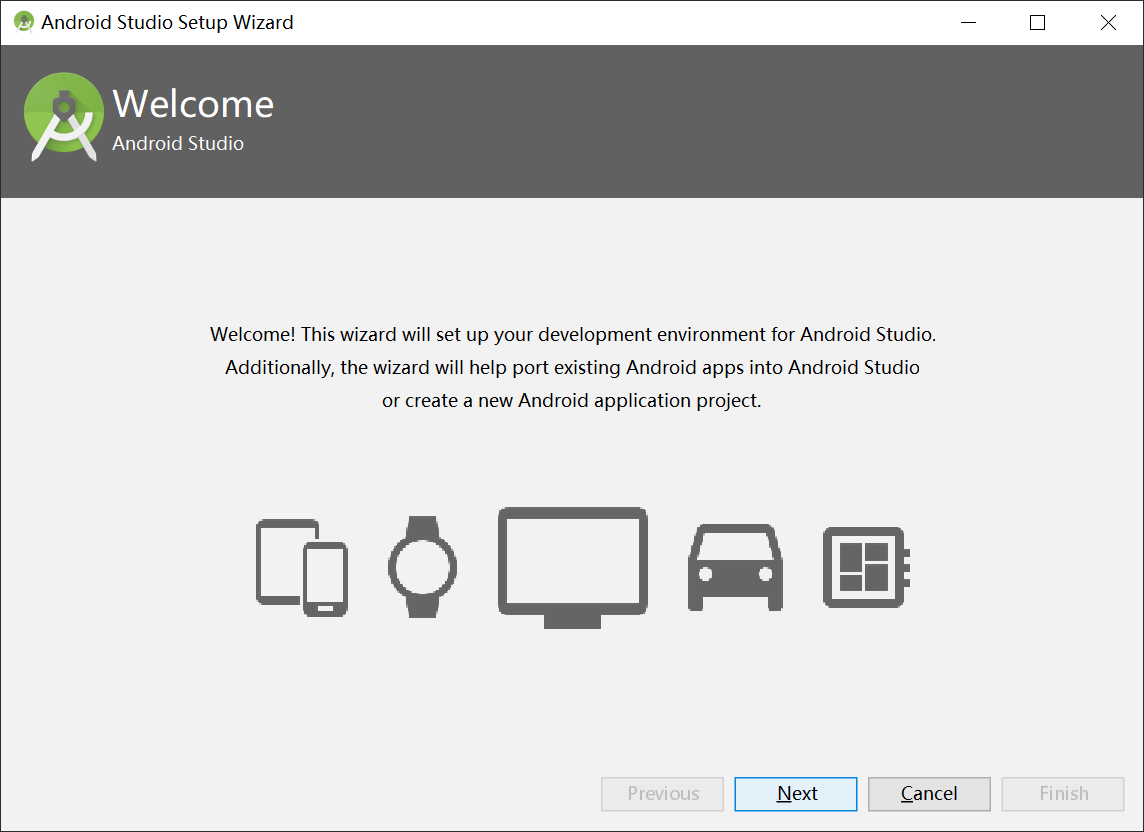 Android Studio Setup Wizard
Welcome
Android Studio
Welcome! This wizard will set up your development environment for Android Studio.
Additionally, the wizard will help port existing Android apps into Android Studio
or create a new Android application project.
Previous Next Cancel Finish